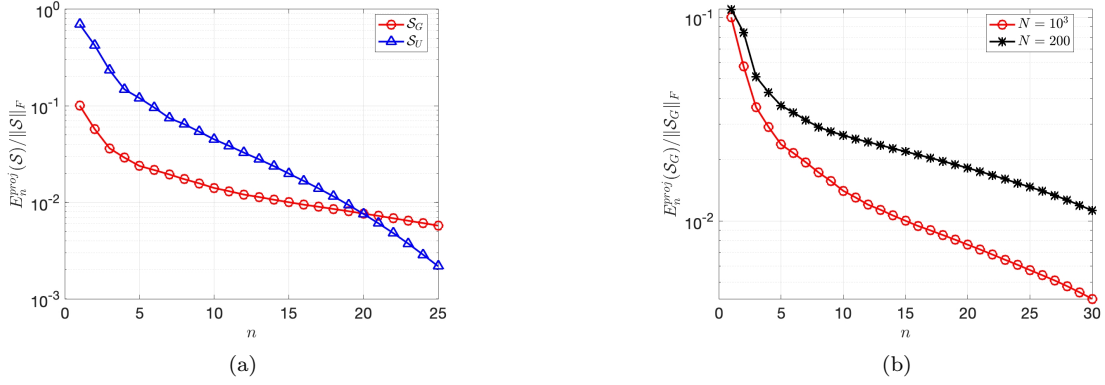 10^0
10^{-1}
10^{-2}
10^{-3}
E_n^{proj}(𝒮)/‖𝒮‖_F
𝒮_G
𝒮_U
0 5 10 15 20 25
n
(a)
10^{-1}
10^{-2}
E_n^{proj}(𝒮_G)/‖𝒮_G‖_F
N = 10^3
N = 200
0 5 10 15 20 25 30
n
(b)